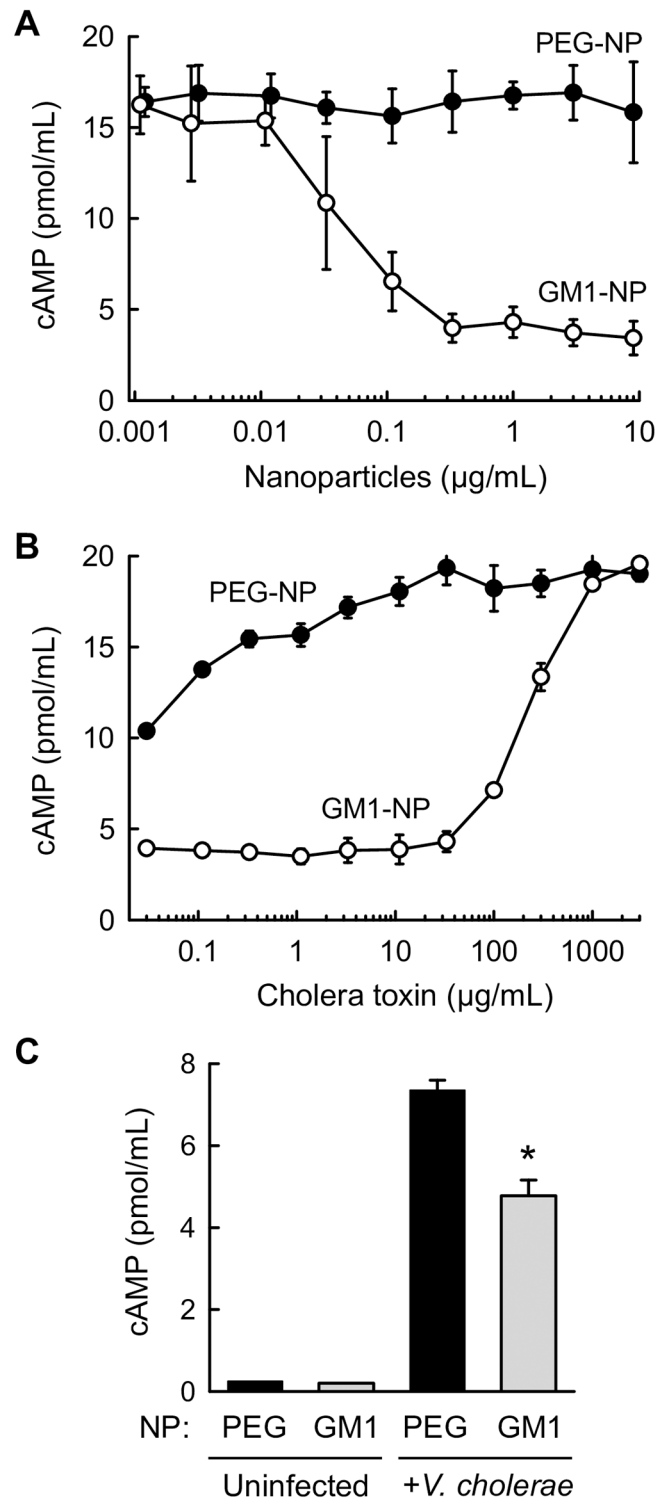 A
20
PEG-NP
15
10
GM1-NP
5
0
cAMP (pmol/mL)
0.001 0.01 0.1 1 10
Nanoparticles (µg/mL)
B
20
PEG-NP
15
10
GM1-NP
5
0
cAMP (pmol/mL)
0.1 1 10 100 1000
Cholera toxin (µg/mL)
C
8
6
*
4
2
0
cAMP (pmol/mL)
NP: PEG GM1 PEG GM1
Uninfected +V. cholerae